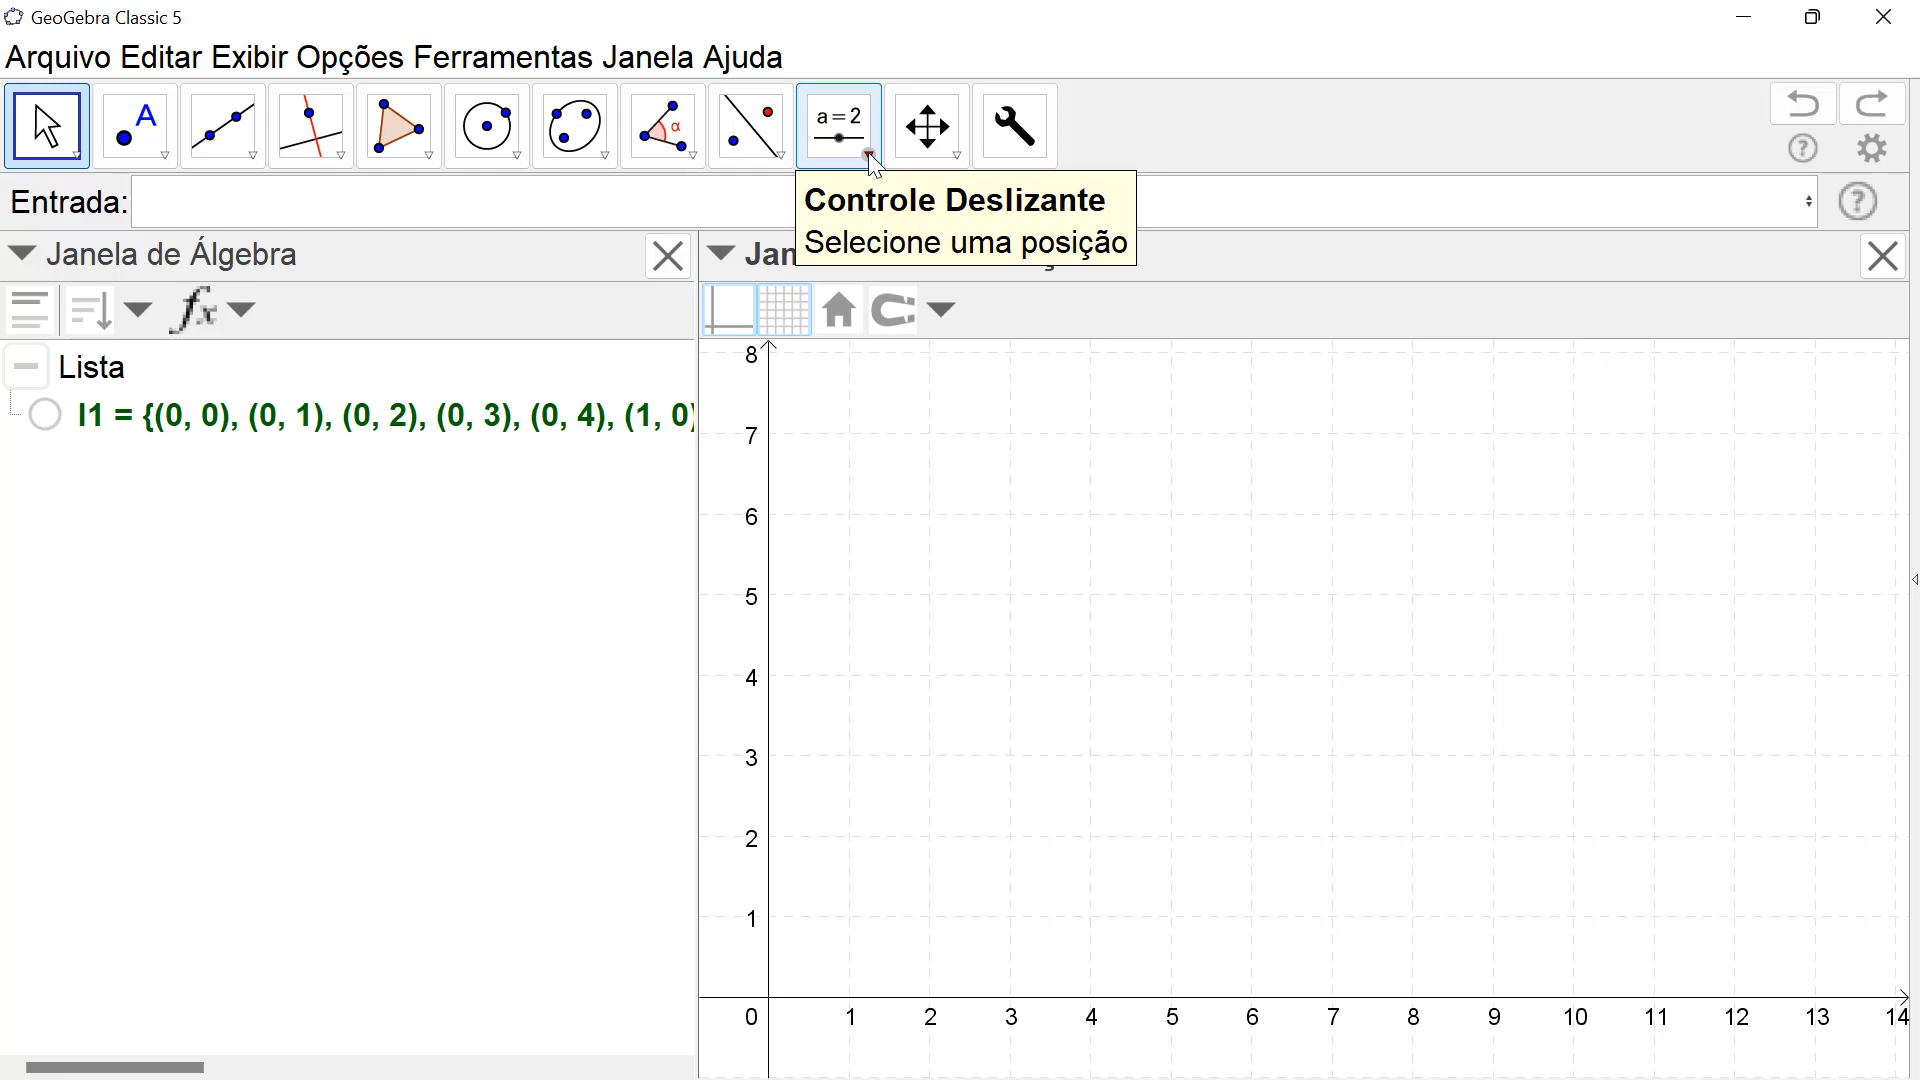 GeoGebra Classic 5
Arquivo Editar Exibir Opções Ferramentas Janela Ajuda
A
α
a=2
Entrada:
Controle Deslizante
Selecione uma posição
Janela de Álgebra
Jan
fx
Lista
l1 = {(0, 0), (0, 1), (0, 2), (0, 3), (0, 4), (1, 0)
8
7
6
5
4
3
2
1
0 1 2 3 4 5 6 7 8 9 10 11 12 13 14